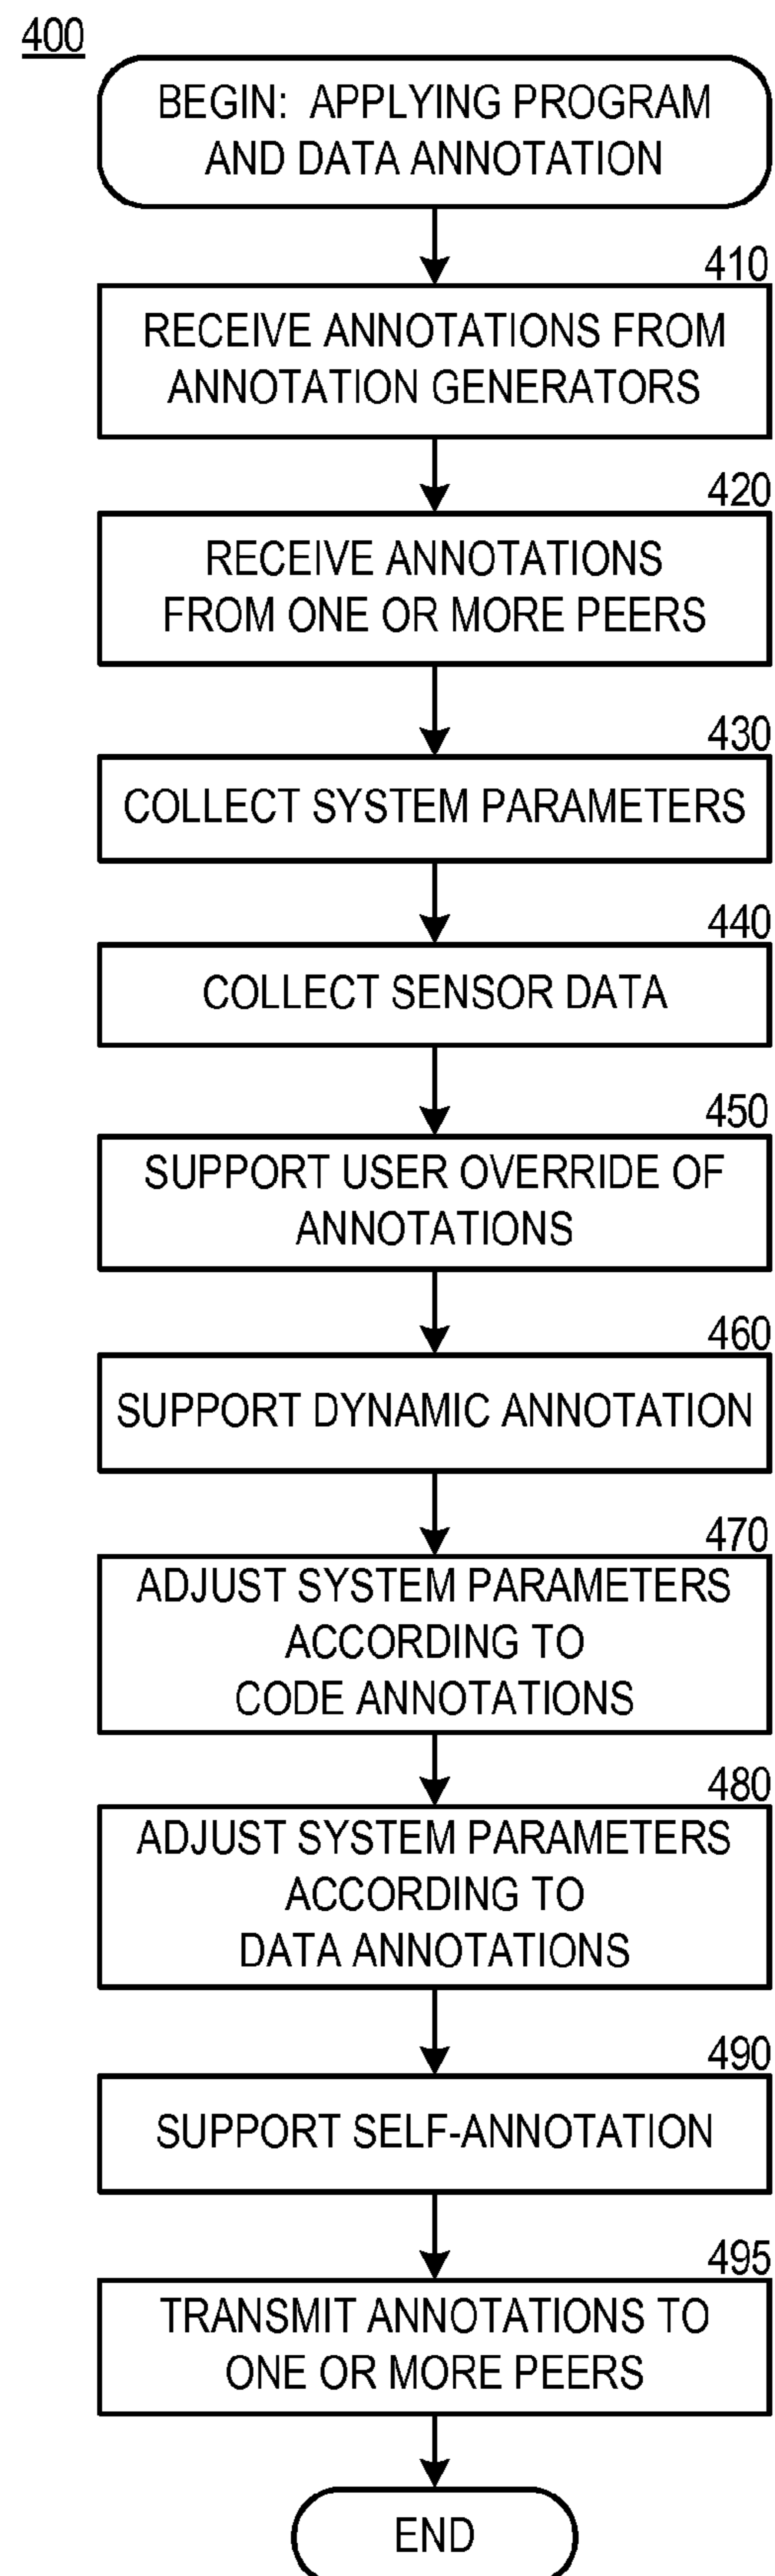 400
BEGIN: APPLYING PROGRAM
AND DATA ANNOTATION
410
RECEIVE ANNOTATIONS FROM
ANNOTATION GENERATORS
420
RECEIVE ANNOTATIONS
FROM ONE OR MORE PEERS
430
COLLECT SYSTEM PARAMETERS
440
COLLECT SENSOR DATA
450
SUPPORT USER OVERRIDE OF
ANNOTATIONS
460
SUPPORT DYNAMIC ANNOTATION
470
ADJUST SYSTEM PARAMETERS
ACCORDING TO
CODE ANNOTATIONS
480
ADJUST SYSTEM PARAMETERS
ACCORDING TO
DATA ANNOTATIONS
490
SUPPORT SELF-ANNOTATION
495
TRANSMIT ANNOTATIONS TO
ONE OR MORE PEERS
END